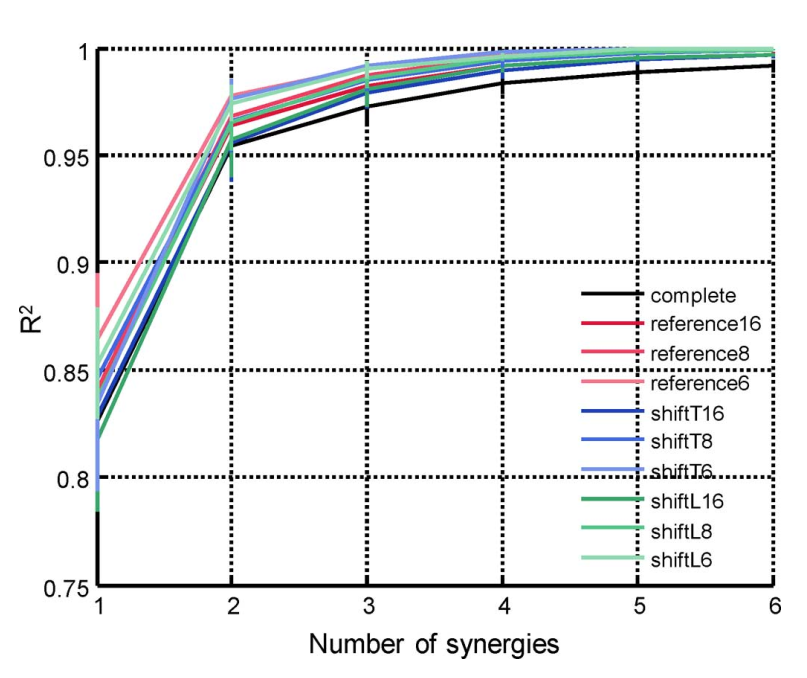 1
0.95
0.9
0.85
0.8
0.75
R²
1 2 3 4 5 6
Number of synergies
complete
reference16
reference8
reference6
shiftT16
shiftT8
shiftT6
shiftL16
shiftL8
shiftL6